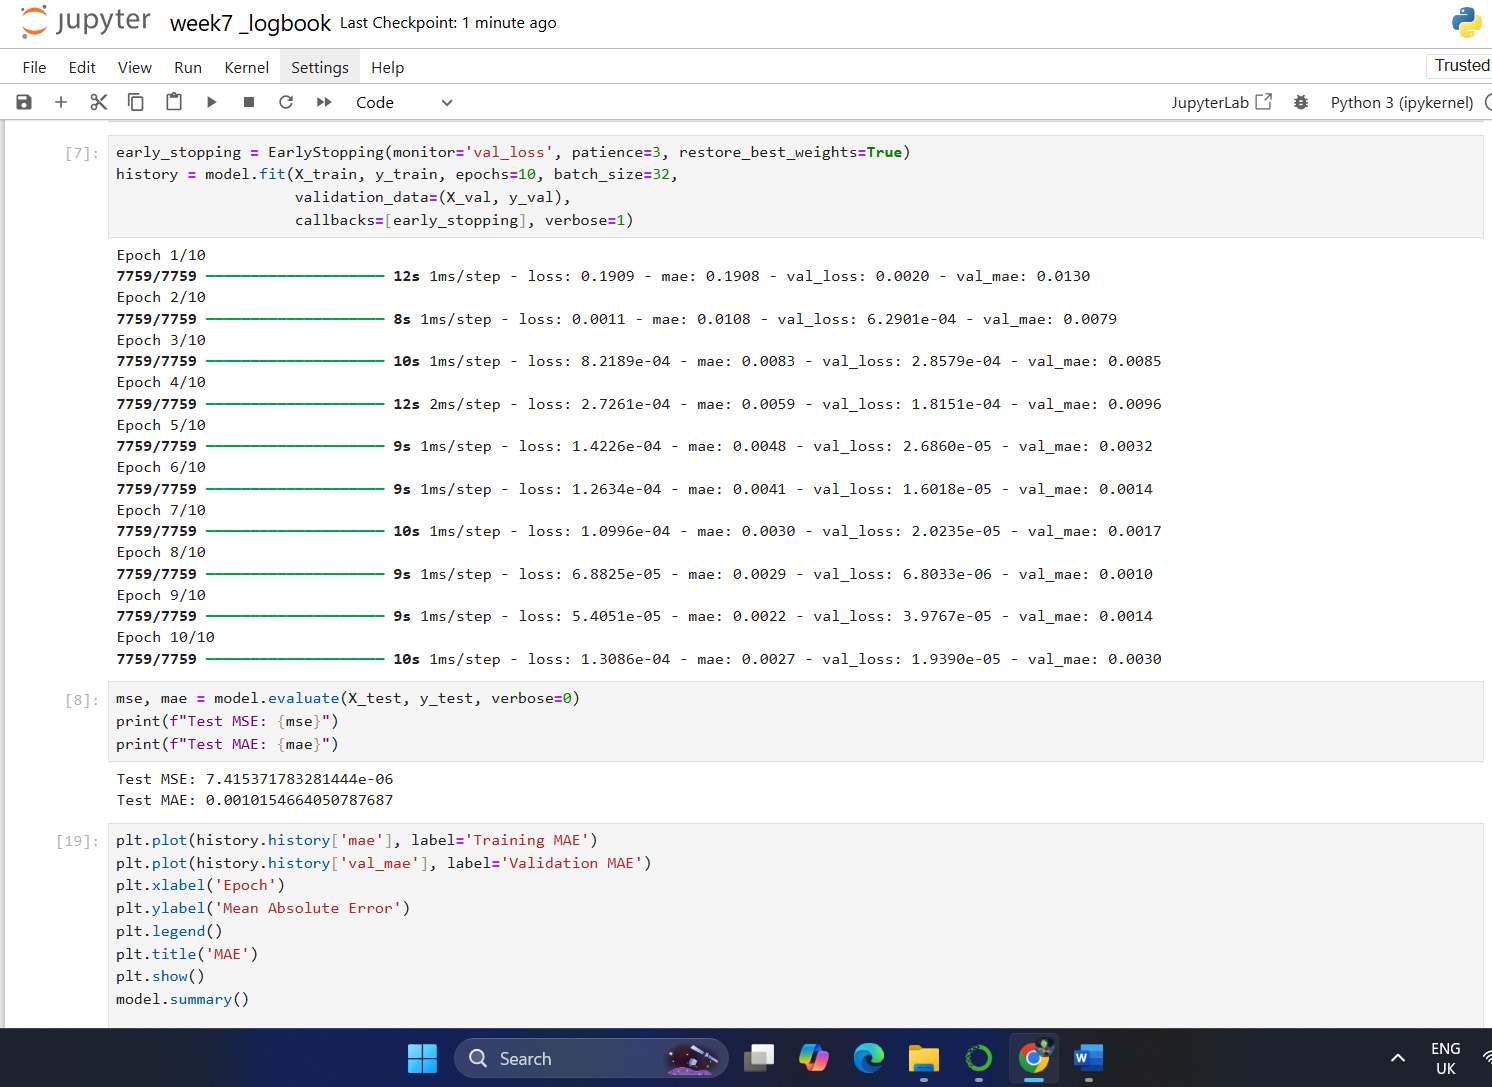 jupyter week7 _logbook Last Checkpoint: 1 minute ago
File Edit View Run Kernel Settings Help
Trusted
Code
JupyterLab Python 3 (ipykernel)
[7]: early_stopping = EarlyStopping(monitor='val_loss', patience=3, restore_best_weights=True)
history = model.fit(X_train, y_train, epochs=10, batch_size=32,
                    validation_data=(X_val, y_val),
                    callbacks=[early_stopping], verbose=1)
Epoch 1/10
7759/7759 12s 1ms/step - loss: 0.1909 - mae: 0.1908 - val_loss: 0.0020 - val_mae: 0.0130
Epoch 2/10
7759/7759 8s 1ms/step - loss: 0.0011 - mae: 0.0108 - val_loss: 6.2901e-04 - val_mae: 0.0079
Epoch 3/10
7759/7759 10s 1ms/step - loss: 8.2189e-04 - mae: 0.0083 - val_loss: 2.8579e-04 - val_mae: 0.0085
Epoch 4/10
7759/7759 12s 2ms/step - loss: 2.7261e-04 - mae: 0.0059 - val_loss: 1.8151e-04 - val_mae: 0.0096
Epoch 5/10
7759/7759 9s 1ms/step - loss: 1.4226e-04 - mae: 0.0048 - val_loss: 2.6860e-05 - val_mae: 0.0032
Epoch 6/10
7759/7759 9s 1ms/step - loss: 1.2634e-04 - mae: 0.0041 - val_loss: 1.6018e-05 - val_mae: 0.0014
Epoch 7/10
7759/7759 10s 1ms/step - loss: 1.0996e-04 - mae: 0.0030 - val_loss: 2.0235e-05 - val_mae: 0.0017
Epoch 8/10
7759/7759 9s 1ms/step - loss: 6.8825e-05 - mae: 0.0029 - val_loss: 6.8033e-06 - val_mae: 0.0010
Epoch 9/10
7759/7759 9s 1ms/step - loss: 5.4051e-05 - mae: 0.0022 - val_loss: 3.9767e-05 - val_mae: 0.0014
Epoch 10/10
7759/7759 10s 1ms/step - loss: 1.3086e-04 - mae: 0.0027 - val_loss: 1.9390e-05 - val_mae: 0.0030
[8]: mse, mae = model.evaluate(X_test, y_test, verbose=0)
print(f"Test MSE: {mse}")
print(f"Test MAE: {mae}")
Test MSE: 7.415371783281444e-06
Test MAE: 0.0010154664050787687
[19]: plt.plot(history.history['mae'], label='Training MAE')
plt.plot(history.history['val_mae'], label='Validation MAE')
plt.xlabel('Epoch')
plt.ylabel('Mean Absolute Error')
plt.legend()
plt.title('MAE')
plt.show()
model.summary()
Search
W
ENG
UK